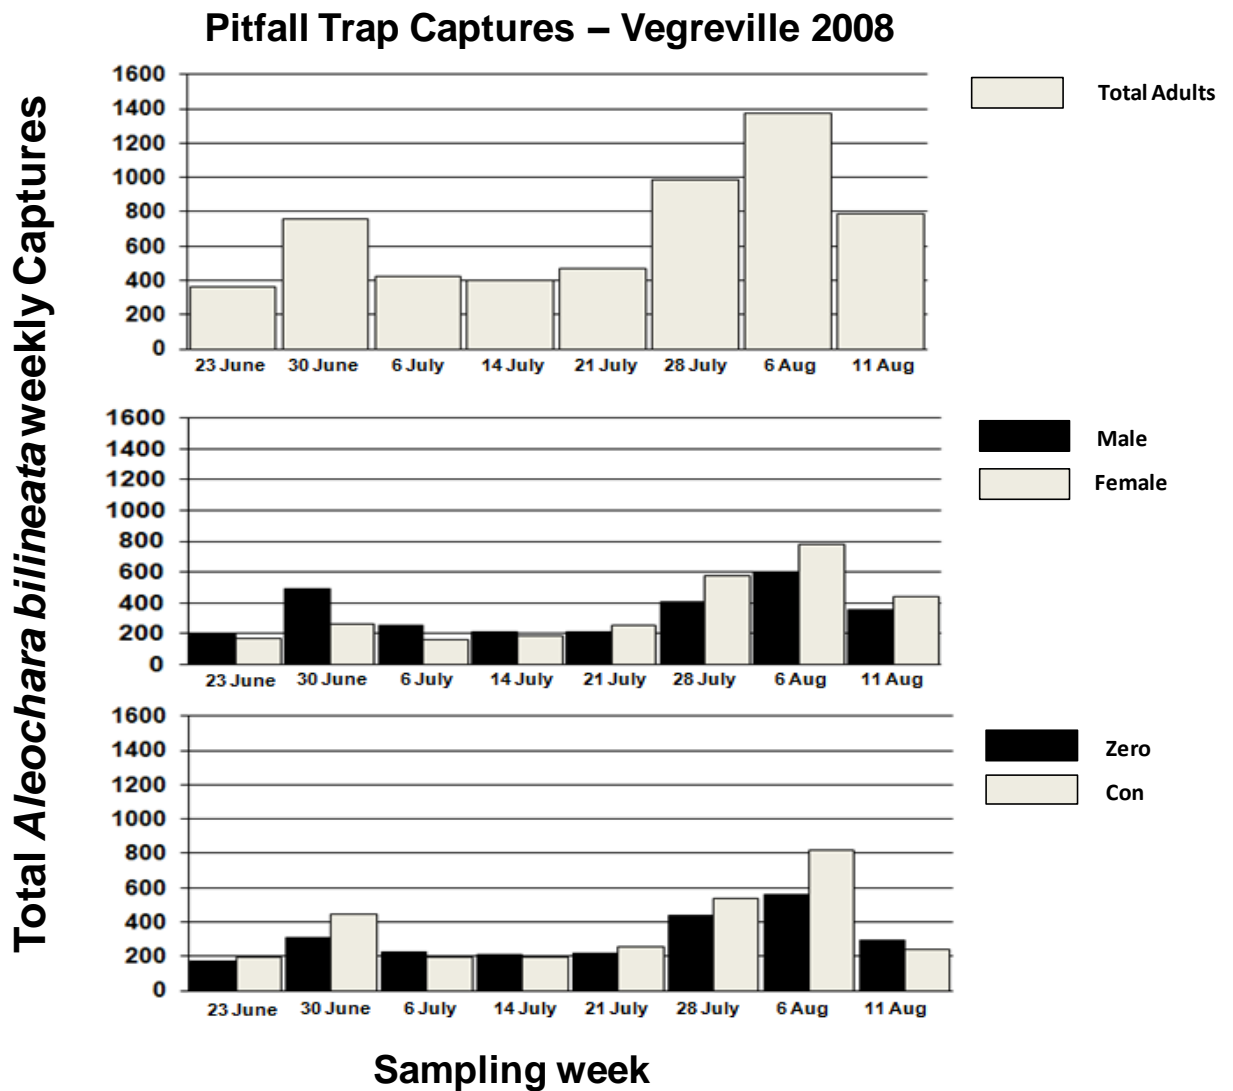 Pitfall Trap Captures – Vegreville 2008
Total Aleochara bilineata weekly Captures
1600
1400
1200
1000
800
600
400
200
0
23 June 30 June 6 July 14 July 21 July 28 July 6 Aug 11 Aug
Total Adults
1600
1400
1200
1000
800
600
400
200
0
23 June 30 June 6 July 14 July 21 July 28 July 6 Aug 11 Aug
Male
Female
1600
1400
1200
1000
800
600
400
200
0
23 June 30 June 6 July 14 July 21 July 28 July 6 Aug 11 Aug
Zero
Con
Sampling week